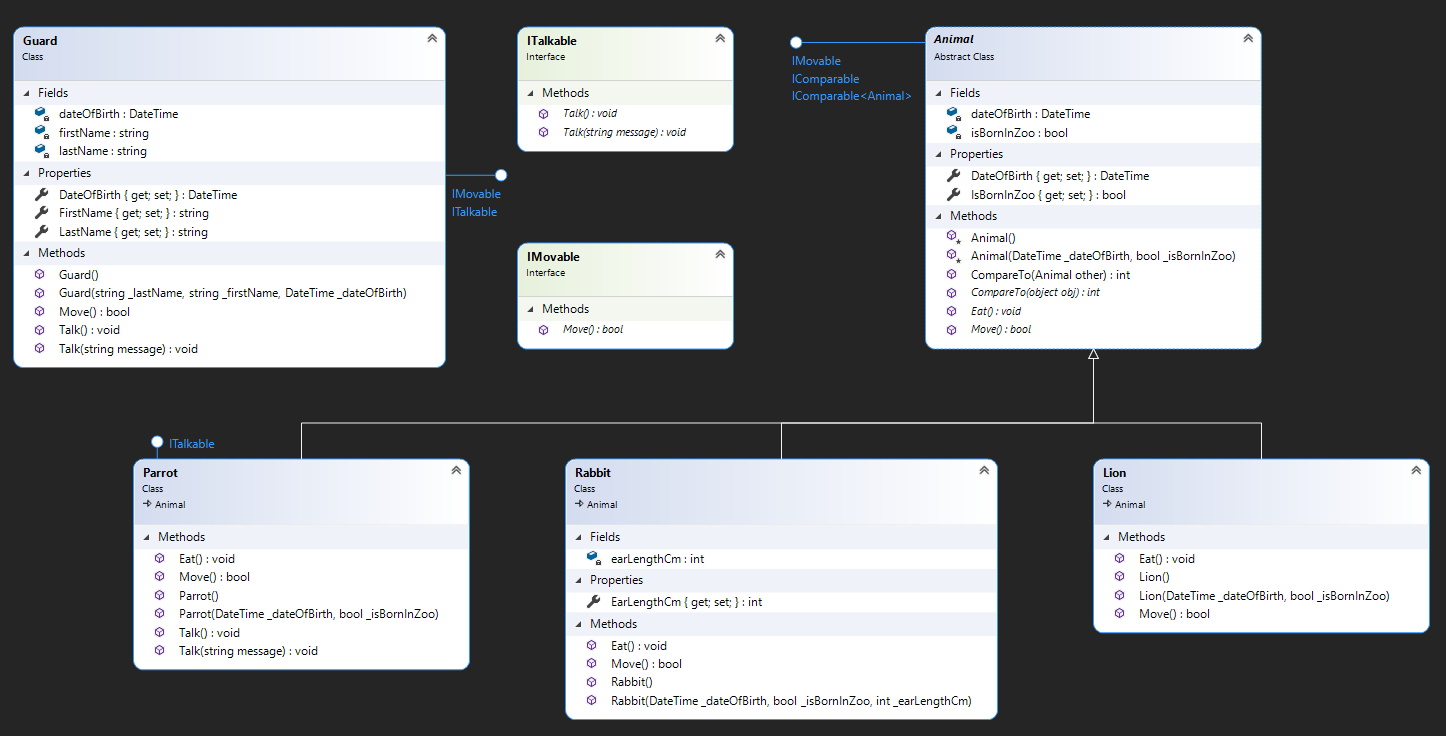 Guard
Class
Fields
dateOfBirth : DateTime
firstName : string
lastName : string
Properties
DateOfBirth { get; set; } : DateTime
FirstName { get; set; } : string
LastName { get; set; } : string
Methods
Guard()
Guard(string _lastName, string _firstName, DateTime _dateOfBirth)
Move() : bool
Talk() : void
Talk(string message) : void
IMovable
ITalkable
ITalkable
Interface
Methods
Talk() : void
Talk(string message) : void
IMovable
Interface
Methods
Move() : bool
IMovable
IComparable
IComparable<Animal>
Animal
Abstract Class
Fields
dateOfBirth : DateTime
isBornInZoo : bool
Properties
DateOfBirth { get; set; } : DateTime
IsBornInZoo { get; set; } : bool
Methods
Animal()
Animal(DateTime _dateOfBirth, bool _isBornInZoo)
CompareTo(Animal other) : int
CompareTo(object obj) : int
Eat() : void
Move() : bool
ITalkable
Parrot
Class
Animal
Methods
Eat() : void
Move() : bool
Parrot()
Parrot(DateTime _dateOfBirth, bool _isBornInZoo)
Talk() : void
Talk(string message) : void
Rabbit
Class
Animal
Fields
earLengthCm : int
Properties
EarLengthCm { get; set; } : int
Methods
Eat() : void
Move() : bool
Rabbit()
Rabbit(DateTime _dateOfBirth, bool _isBornInZoo, int _earLengthCm)
Lion
Class
Animal
Methods
Eat() : void
Lion()
Lion(DateTime _dateOfBirth, bool _isBornInZoo)
Move() : bool